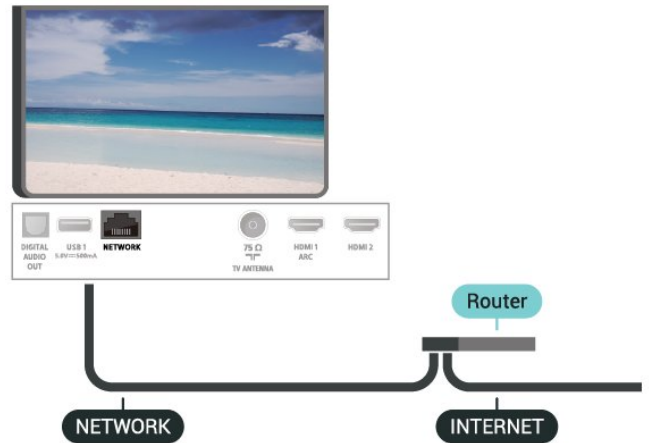 DIGITAL
AUDIO
OUT
USB 1
5.0V⎓500mA
NETWORK
75 Ω
TV ANTENNA
HDMI 1
ARC
HDMI 2
Router
NETWORK
INTERNET